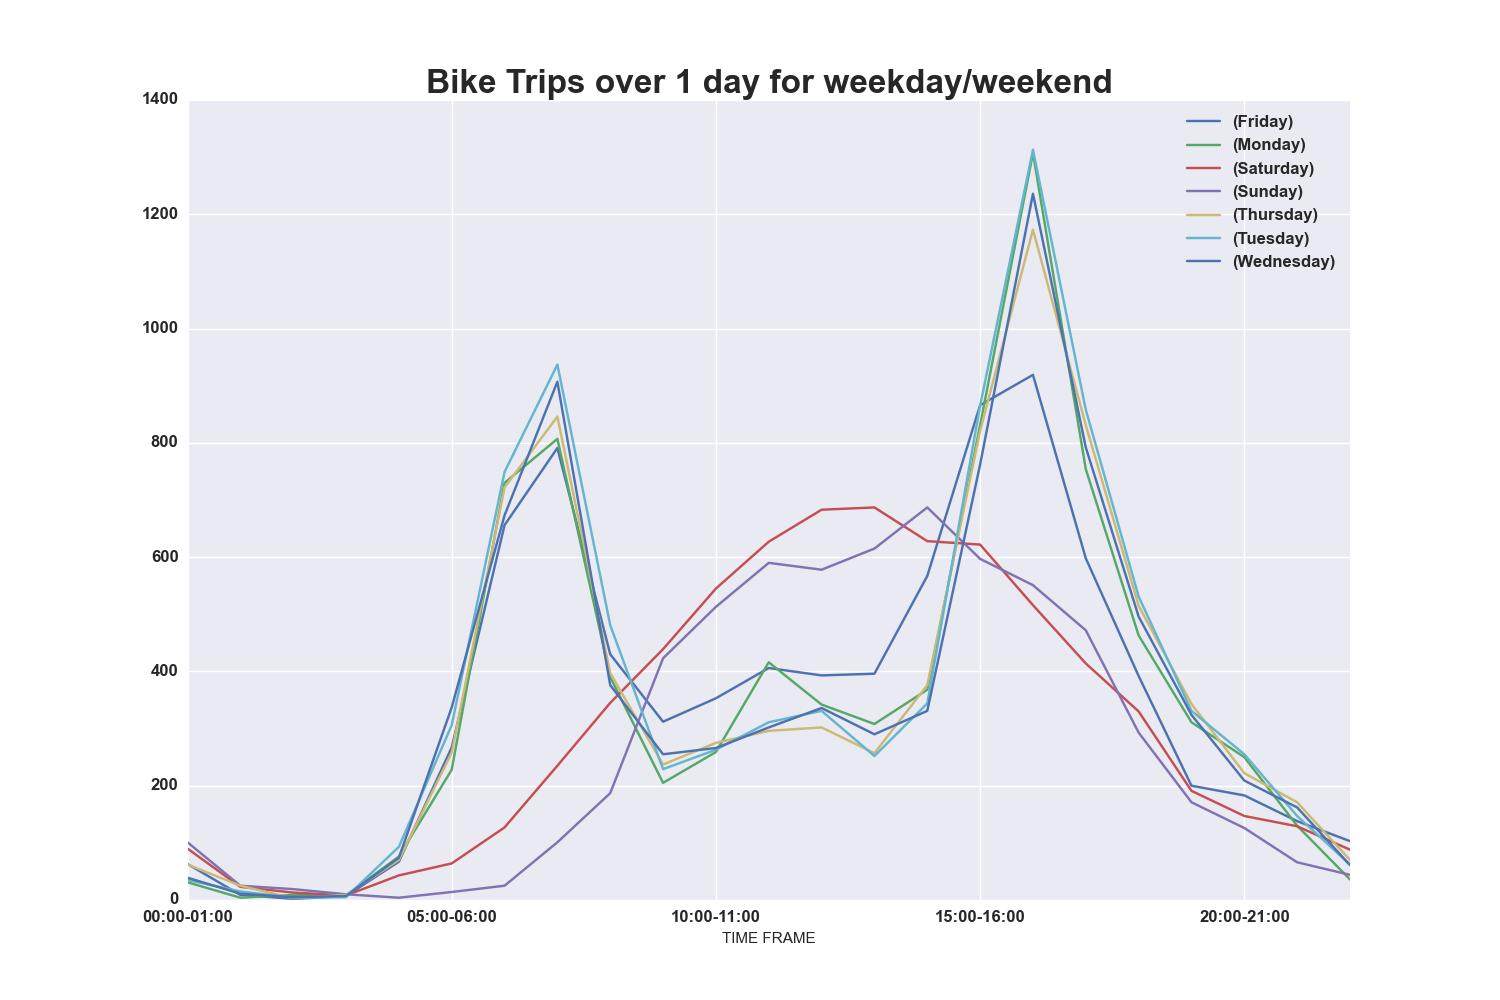 Bike Trips over 1 day for weekday/weekend
1400
1200
1000
800
600
400
200
0
(Friday)
(Monday)
(Saturday)
(Sunday)
(Thursday)
(Tuesday)
(Wednesday)
00:00-01:00 05:00-06:00 10:00-11:00 15:00-16:00 20:00-21:00
TIME FRAME